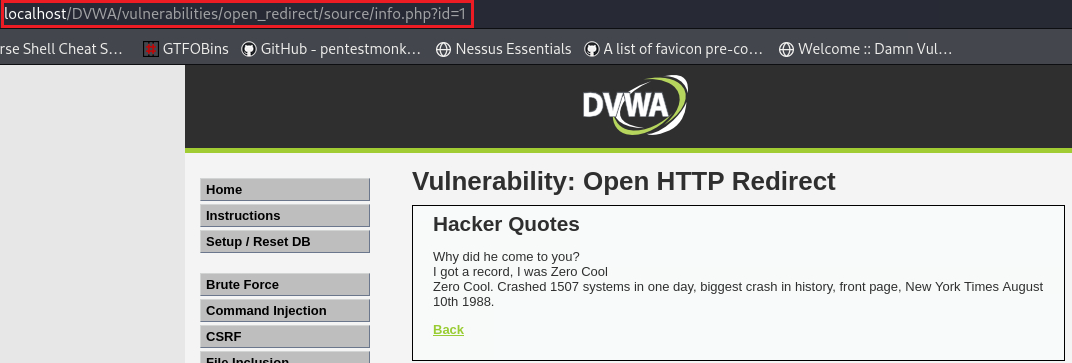 localhost/DVWA/vulnerabilities/open_redirect/source/info.php?id=1
rse Shell Cheat S… GTFOBins GitHub - pentestmonk… Nessus Essentials A list of favicon pre-co… Welcome :: Damn Vul…
DVWA
Vulnerability: Open HTTP Redirect
Home
Instructions
Setup / Reset DB
Brute Force
Command Injection
CSRF
File Inclusion
Hacker Quotes
Why did he come to you?
I got a record, I was Zero Cool
Zero Cool. Crashed 1507 systems in one day, biggest crash in history, front page, New York Times August
10th 1988.
Back